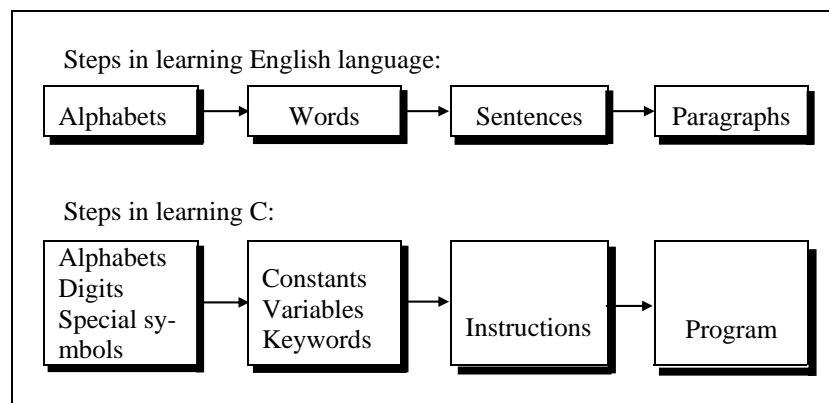 Steps in learning English language:
Alphabets
Words
Sentences
Paragraphs
Steps in learning C:
Alphabets
Digits
Special sy-
mbols
Constants
Variables
Keywords
Instructions
Program